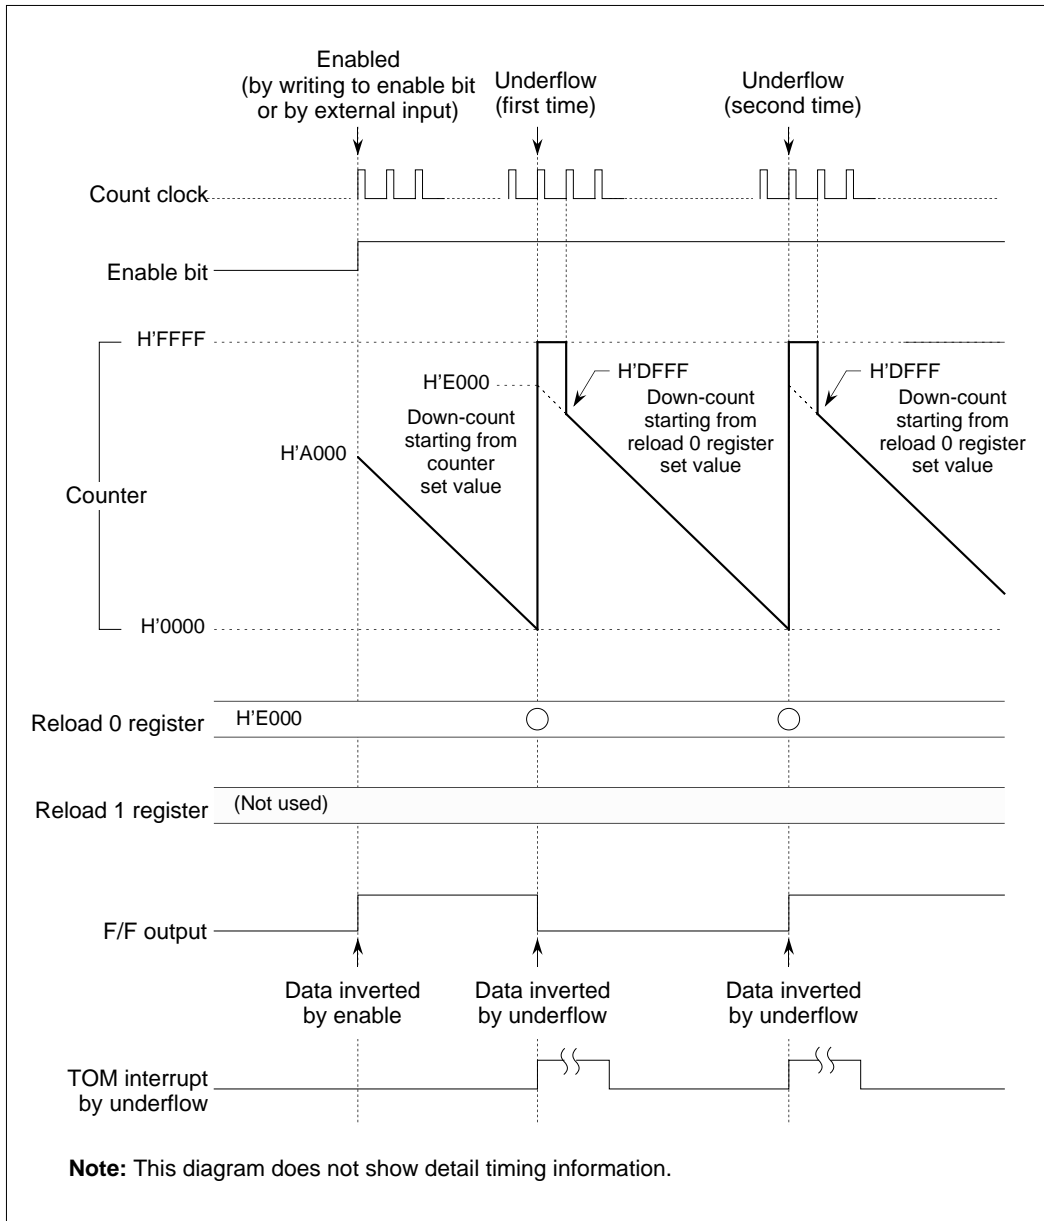 Enabled
(by writing to enable bit
or by external input)
Underflow
(first time)
Underflow
(second time)
Count clock
Enable bit
H’FFFF
H’E000
H’DFFF
H’DFFF
Down-count
starting from
counter
set value
Down-count
starting from
reload 0 register
set value
Down-count
starting from
reload 0 register
set value
H’A000
Counter
H’0000
Reload 0 register
H’E000
Reload 1 register
(Not used)
F/F output
Data inverted
by enable
Data inverted
by underflow
Data inverted
by underflow
TOM interrupt
by underflow
Note: This diagram does not show detail timing information.